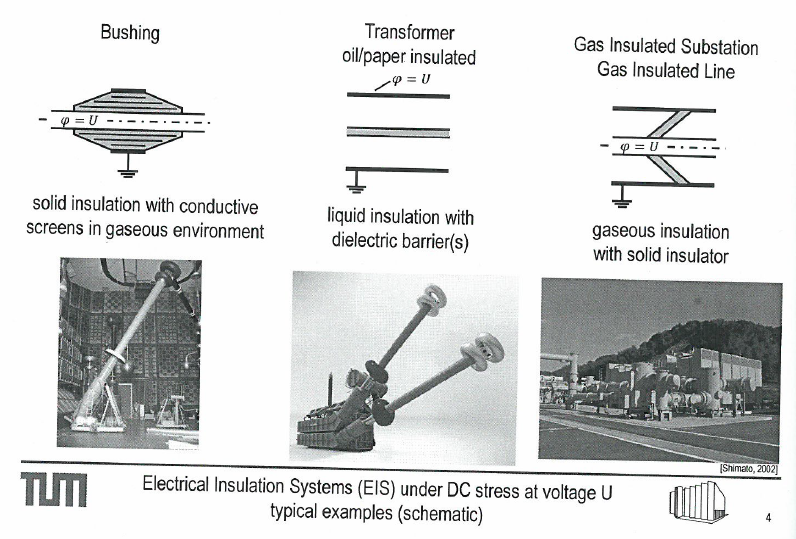 Bushing
φ = U
solid insulation with conductive
screens in gaseous environment
Transformer
oil/paper insulated
φ = U
liquid insulation with
dielectric barrier(s)
Gas Insulated Substation
Gas Insulated Line
φ = U
gaseous insulation
with solid insulator
[Shimato, 2002]
TUM
Electrical Insulation Systems (EIS) under DC stress at voltage U
typical examples (schematic)
4